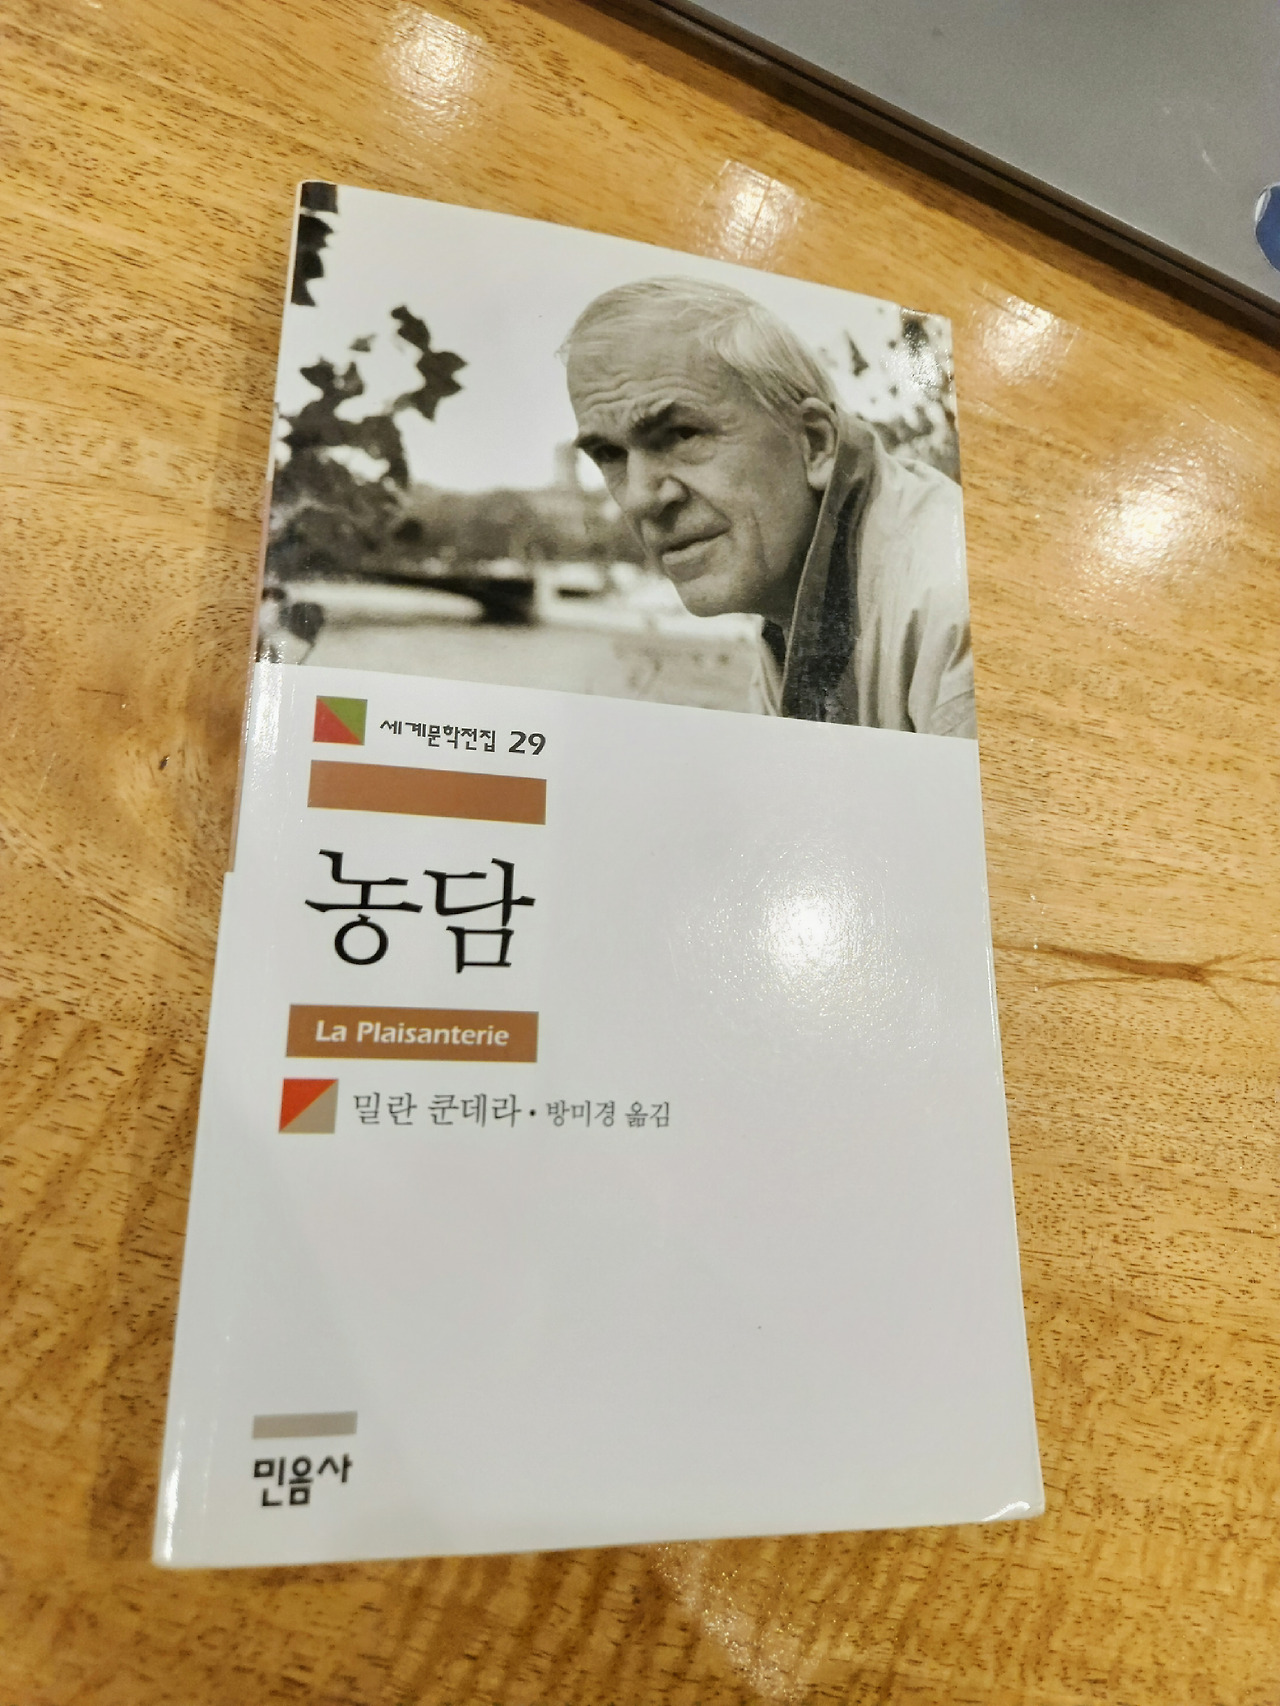 세계문학전집 29
농담
La Plaisanterie
밀란 쿤데라 · 방미경 옮김
민음사